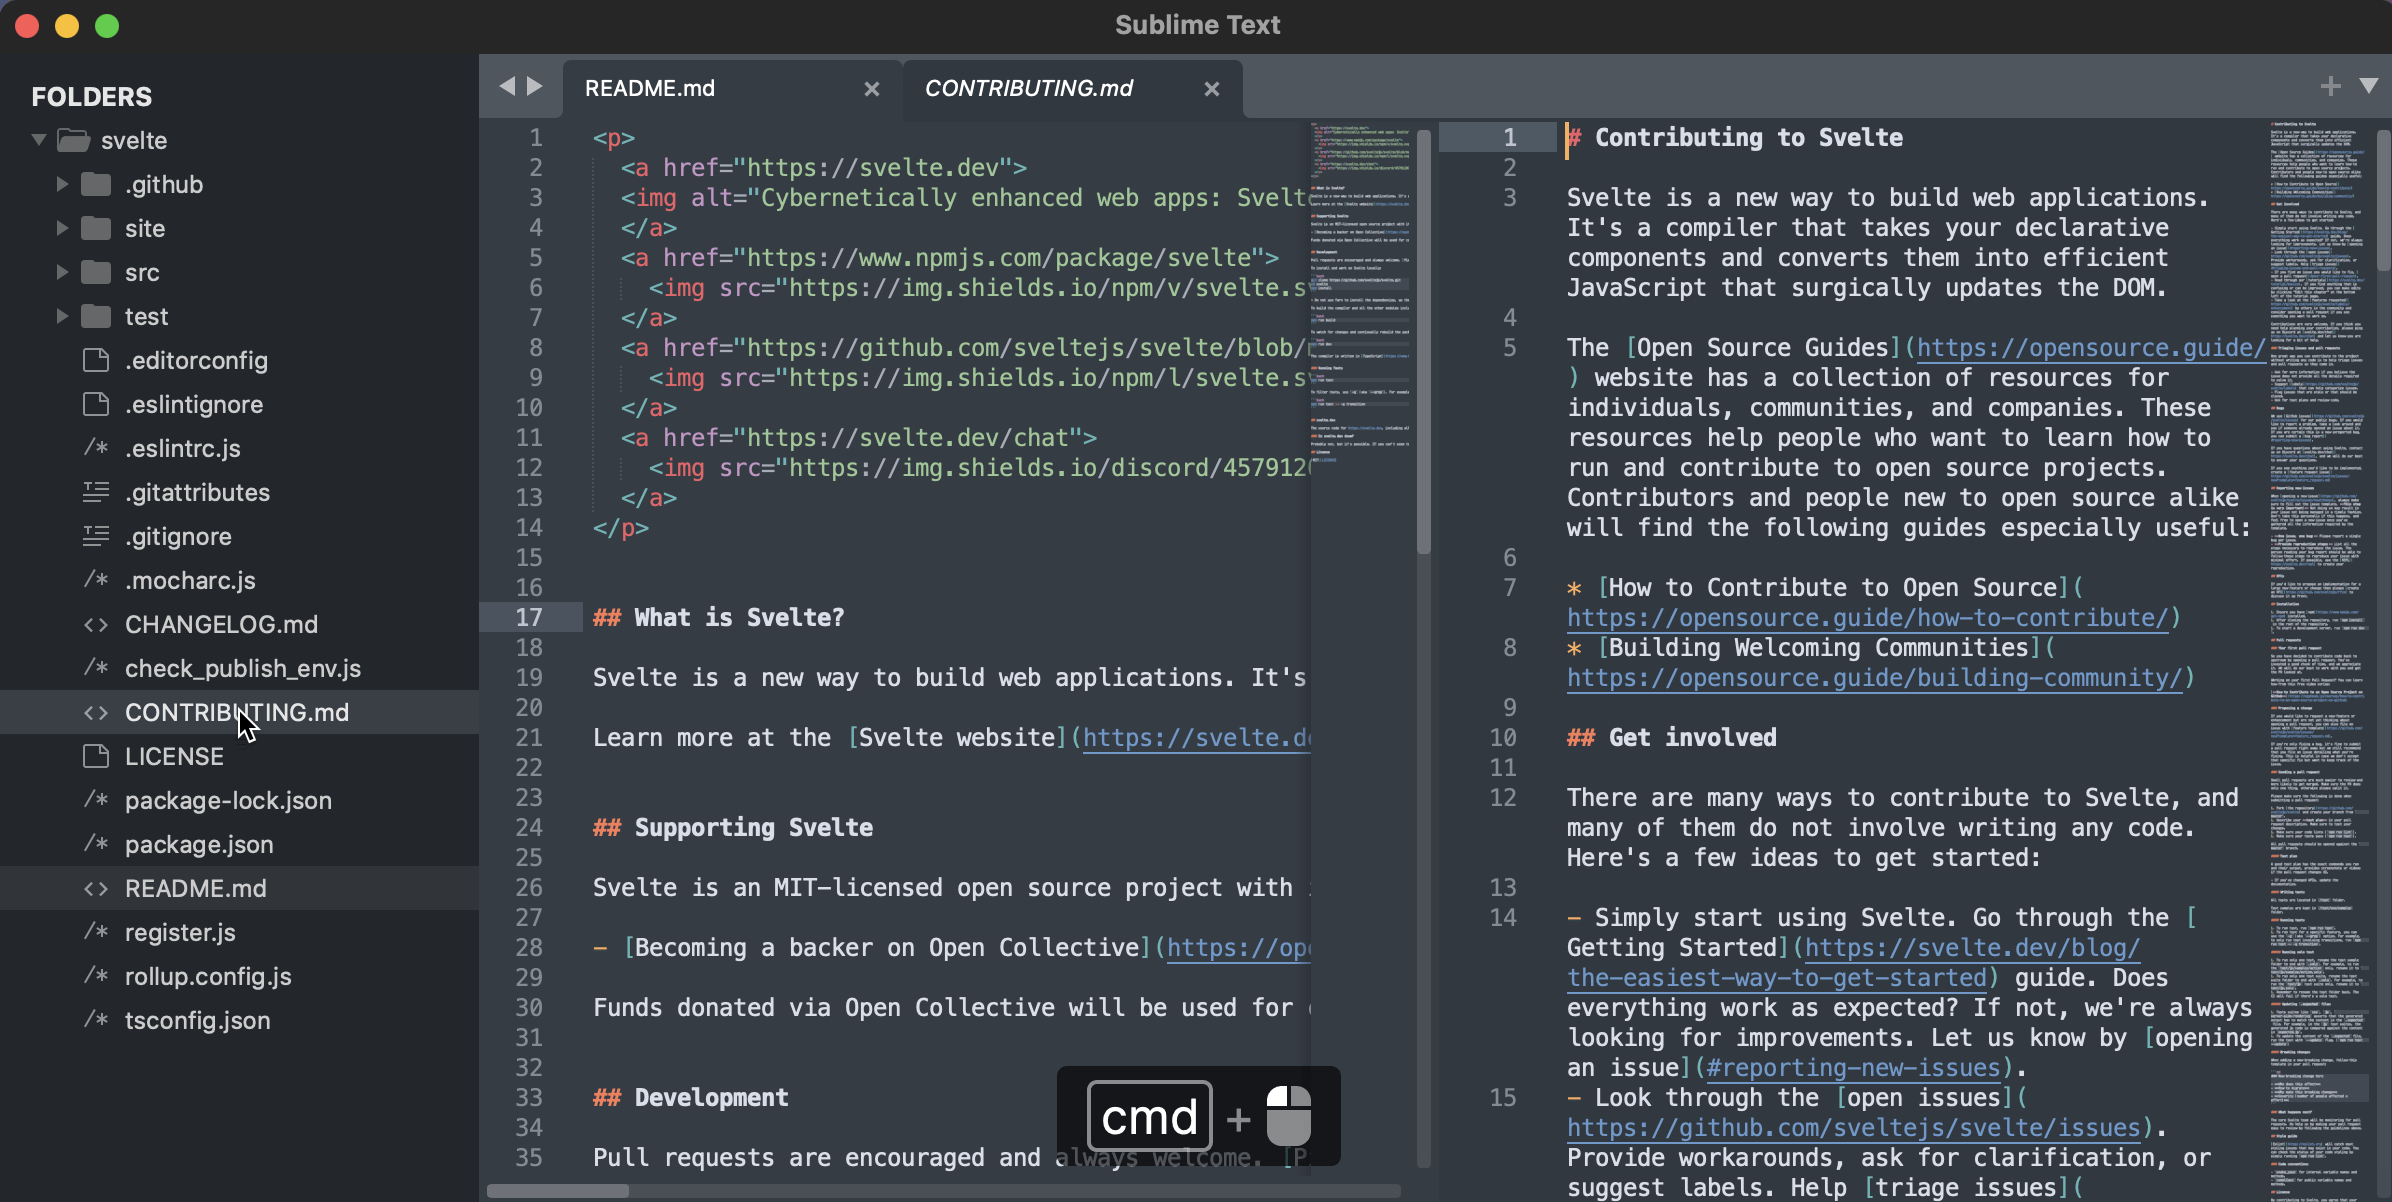 Sublime Text
FOLDERS
svelte
.github
site
src
test
.editorconfig
.eslintignore
/* .eslintrc.js
.gitattributes
.gitignore
/* .mocharc.js
<> CHANGELOG.md
/* check_publish_env.js
<> CONTRIBUTING.md
LICENSE
/* package-lock.json
/* package.json
<> README.md
/* register.js
/* rollup.config.js
/* tsconfig.json
README.md ×
CONTRIBUTING.md ×
1 <p>
2 <a href="https://svelte.dev">
3 <img alt="Cybernetically enhanced web apps: Svelt
4 </a>
5 <a href="https://www.npmjs.com/package/svelte">
6 <img src="https://img.shields.io/npm/v/svelte.s
7 </a>
8 <a href="https://github.com/sveltejs/svelte/blob/
9 <img src="https://img.shields.io/npm/l/svelte.s
10 </a>
11 <a href="https://svelte.dev/chat">
12 <img src="https://img.shields.io/discord/457912
13 </a>
14 </p>
15
16
17 ## What is Svelte?
18
19 Svelte is a new way to build web applications. It's
20
21 Learn more at the [Svelte website](https://svelte.d
22
23
24 ## Supporting Svelte
25
26 Svelte is an MIT-licensed open source project with
27
28 - [Becoming a backer on Open Collective](https://op
29
30 Funds donated via Open Collective will be used for
31
32
33 ## Development
34
35 Pull requests are encouraged and always welcome. [P
cmd +
1 # Contributing to Svelte
2
3 Svelte is a new way to build web applications.
It's a compiler that takes your declarative
components and converts them into efficient
JavaScript that surgically updates the DOM.
4
5 The [Open Source Guides](https://opensource.guide/
) website has a collection of resources for
individuals, communities, and companies. These
resources help people who want to learn how to
run and contribute to open source projects.
Contributors and people new to open source alike
will find the following guides especially useful:
6
7 * [How to Contribute to Open Source](
https://opensource.guide/how-to-contribute/)
8 * [Building Welcoming Communities](
https://opensource.guide/building-community/)
9
10 ## Get involved
11
12 There are many ways to contribute to Svelte, and
many of them do not involve writing any code.
Here's a few ideas to get started:
13
14 - Simply start using Svelte. Go through the [
Getting Started](https://svelte.dev/blog/
the-easiest-way-to-get-started) guide. Does
everything work as expected? If not, we're always
looking for improvements. Let us know by [opening
an issue](#reporting-new-issues).
15 - Look through the [open issues](
https://github.com/sveltejs/svelte/issues).
Provide workarounds, ask for clarification, or
suggest labels. Help [triage issues](